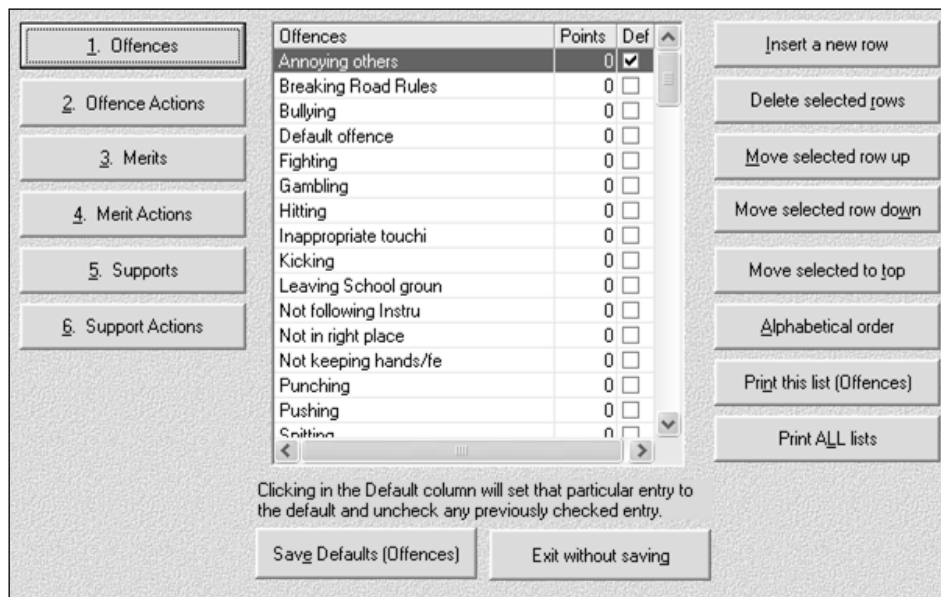 1. Offences
2. Offence Actions
3. Merits
4. Merit Actions
5. Supports
6. Support Actions
Offences Points Def
Annoying others 0
Breaking Road Rules 0
Bullying 0
Default offence 0
Fighting 0
Gambling 0
Hitting 0
Inappropriate touchi 0
Kicking 0
Leaving School groun 0
Not following Instru 0
Not in right place 0
Not keeping hands/fe 0
Punching 0
Pushing 0
Spitting 0
Insert a new row
Delete selected rows
Move selected row up
Move selected row down
Move selected to top
Alphabetical order
Print this list (Offences)
Print ALL lists
Clicking in the Default column will set that particular entry to
the default and uncheck any previously checked entry.
Save Defaults (Offences)
Exit without saving